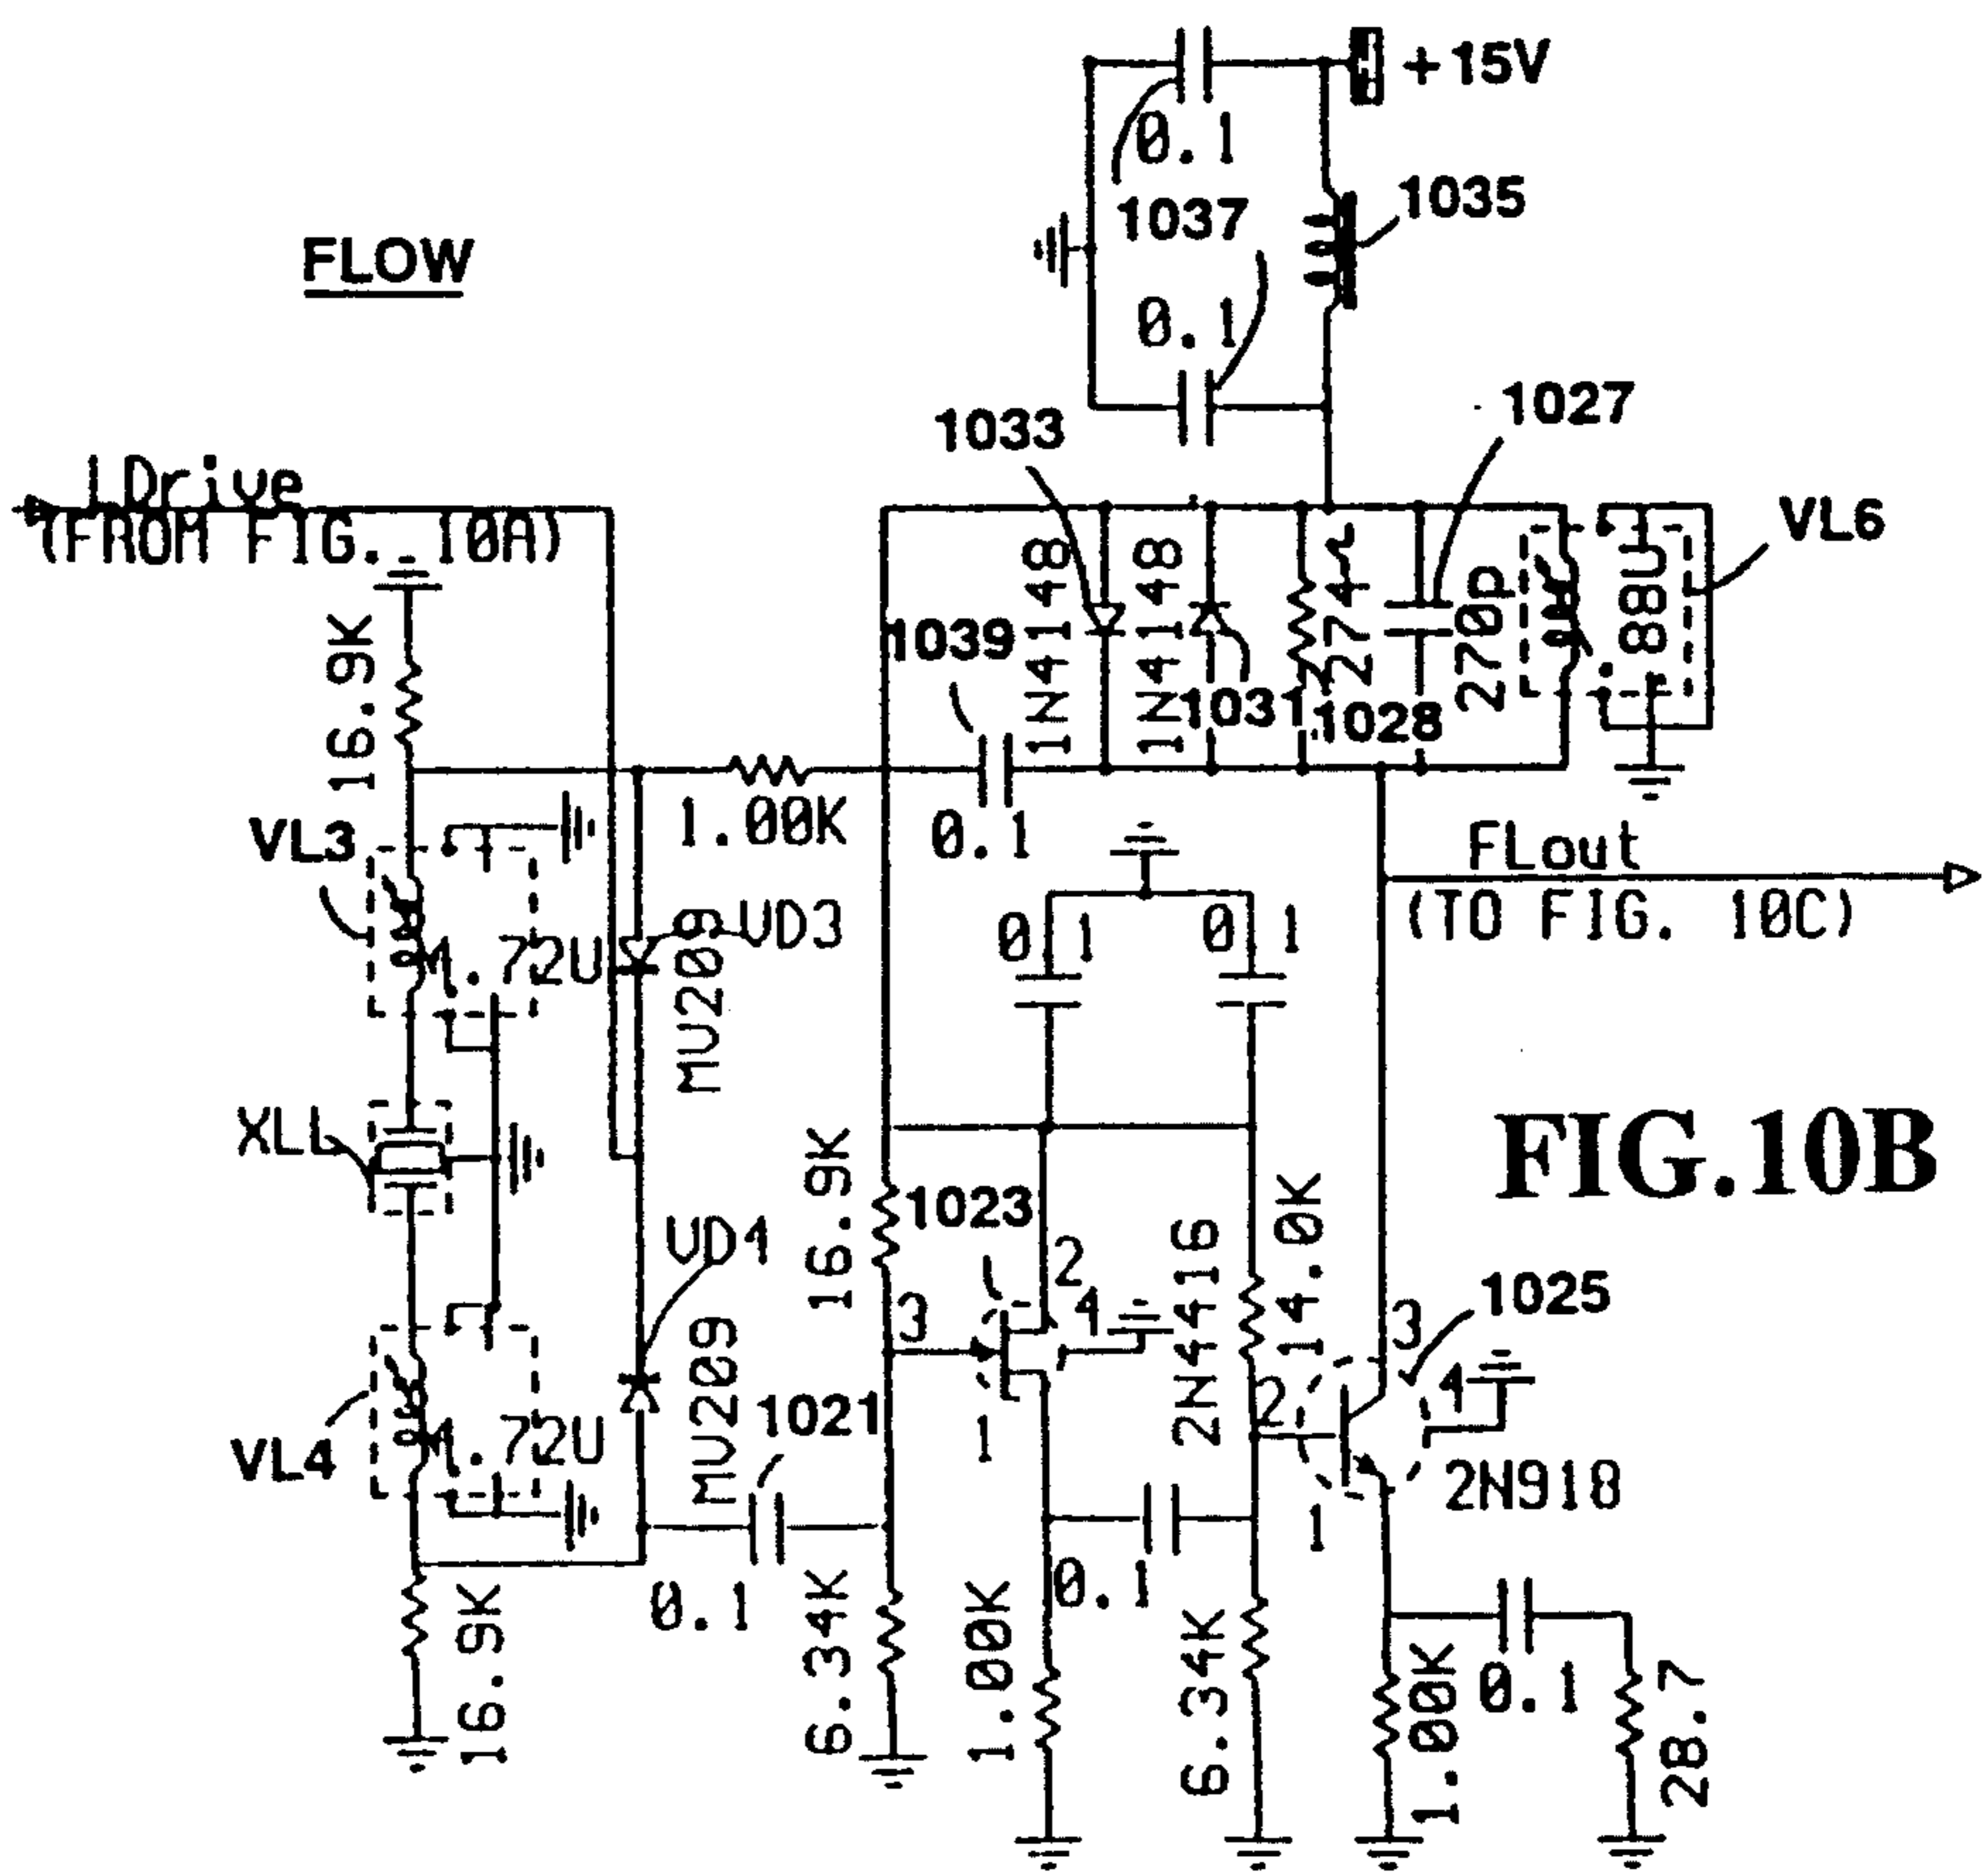 +15V
0.1
1035
1037
FLOW
0.1
1027
1033
LDrive
(FROM FIG. 10A)
VL6
1N4148
1N4148
274
270p
.88U
1039
1031
1028
16.9K
1.00K
0.1
VL3
FLout
(TO FIG. 10C)
0.1
0.1
VD3
4.72U
MV209
XLL
FIG.10B
16.9K
1023
2
VD4
3
4
2N4416
14.0K
1025
3
MV209
1021
1
2
4
4.72U
VL4
2N918
1
0.1
0.1
16.9K
6.34K
1.00K
6.34K
1.00K
0.1
28.7